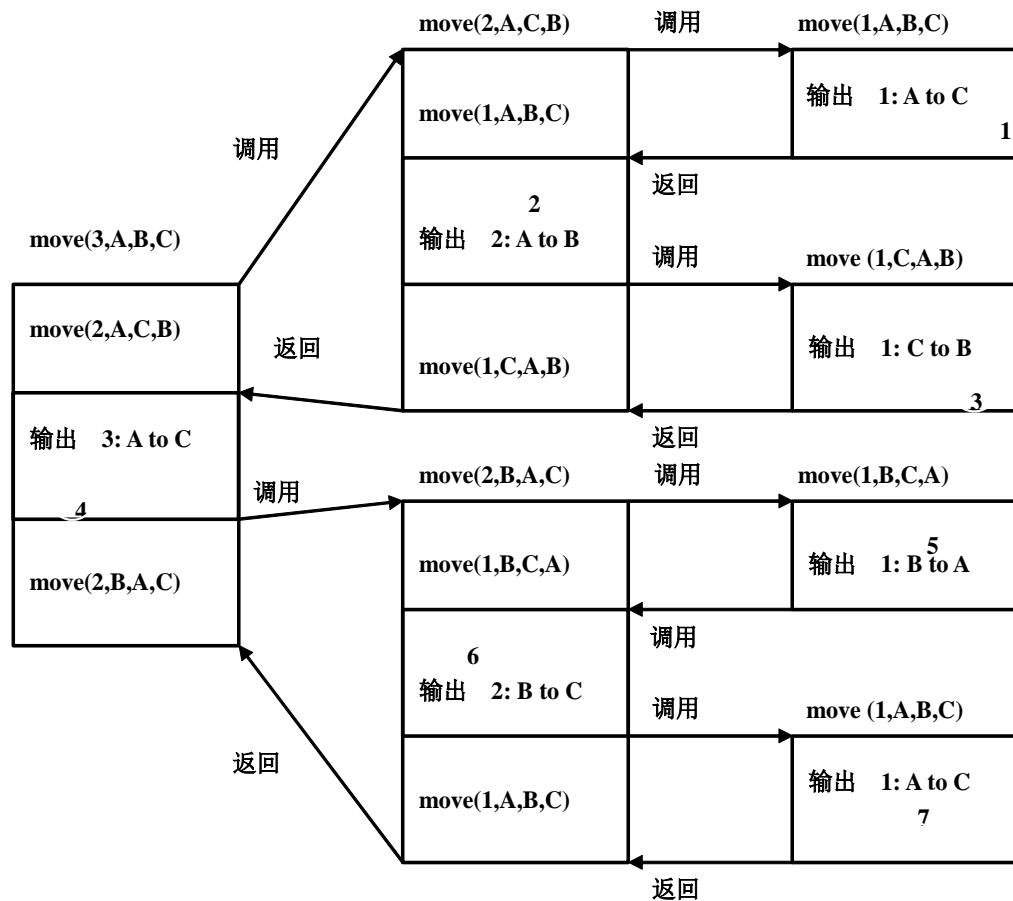 move(2,A,C,B)
调用
move(1,A,B,C)
move(1,A,B,C)
输出 1: A to C
1
调用
返回
2
输出 2: A to B
move(3,A,B,C)
调用
move (1,C,A,B)
move(2,A,C,B)
返回
move(1,C,A,B)
输出 1: C to B
3
输出 3: A to C
返回
4
调用
move(2,B,A,C)
调用
move(1,B,C,A)
move(2,B,A,C)
move(1,B,C,A)
5
输出 1: B to A
调用
6
输出 2: B to C
调用
move (1,A,B,C)
返回
move(1,A,B,C)
输出 1: A to C
7
返回